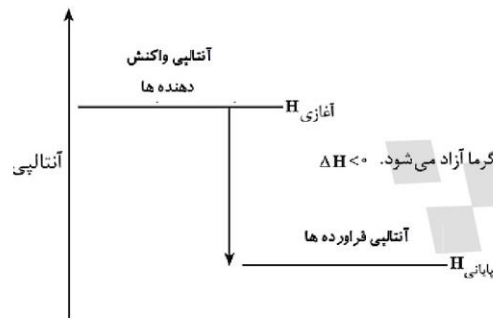 آنتالپی واکنش
دهنده ها
H آغازی
آنتالپی
گرما آزاد می‌شود. ΔH<۰
آنتالپی فراورده ها
H پایانی